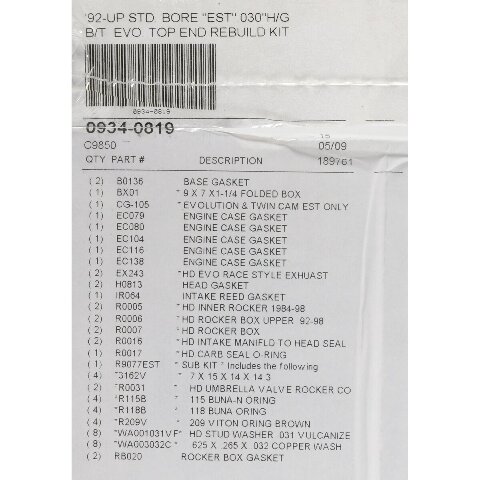 '92-UP STD. BORE "EST" 030"H/G
B/T EVO TOP END REBUILD KIT
0934-0819
0934-0819
C9850 05/09
QTY PART # DESCRIPTION 189761
( 2) B0136 BASE GASKET
( 1) BX01 * 9 X 7 X1-1/4 FOLDED BOX
( 1) CG-105 * EVOLUTION & TWIN CAM EST ONLY
( 1) EC079 ENGINE CASE GASKET
( 1) EC080 ENGINE CASE GASKET
( 1) EC104 ENGINE CASE GASKET
( 1) EC116 ENGINE CASE GASKET
( 1) EC138 ENGINE CASE GASKET
( 2) EX243 *HD EVO RACE STYLE EXHUAST
( 2) H0813 HEAD GASKET
( 1) IR064 INTAKE REED GASKET
( 2) R0005 * HD INNER ROCKER 1984-98
( 2) R0006 * HD ROCKER BOX UPPER 92-98
( 2) R0007 * HD ROCKER BOX
( 2) R0016 * HD INTAKE MANIFLD TO HEAD SEAL
( 1) R0017 *HD CARB SEAL O-RING
( 1) R9077EST * SUB KIT * Includes the following
( 4) *3162V * 7 X 15 X 14 X 14 3
( 2) *R0031 * HD UMBRELLA VALVE ROCKER CO
( 4) *R115B * 115 BUNA-N ORING
( 4) *R118B * 118 BUNA ORING
( 4) *R209V * 209 VITON ORING BROWN
( 8) *WA001031VF* HD STUD WASHER .031 VULCANIZE
( 8) *WA003032C * .625 X .265 X .032 COPPER WASH
( 2) RB020 ROCKER BOX GASKET